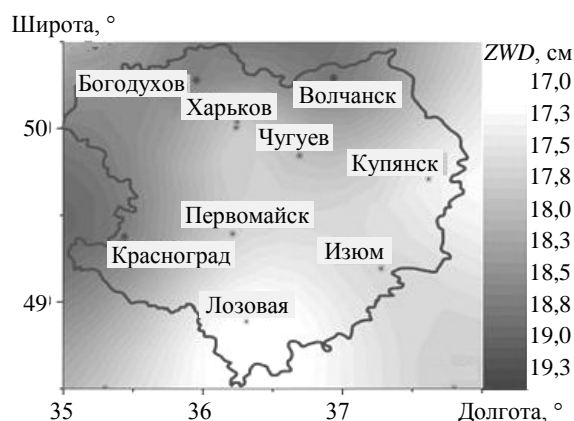 Широта, °
ZWD, см
Богодухов
Харьков
Волчанск
Чугуев
Купянск
Первомайск
Красноград
Изюм
Лозовая
50
49
35
36
37
Долгота, °
17,0
17,3
17,5
17,8
18,0
18,3
18,5
18,8
19,0
19,3